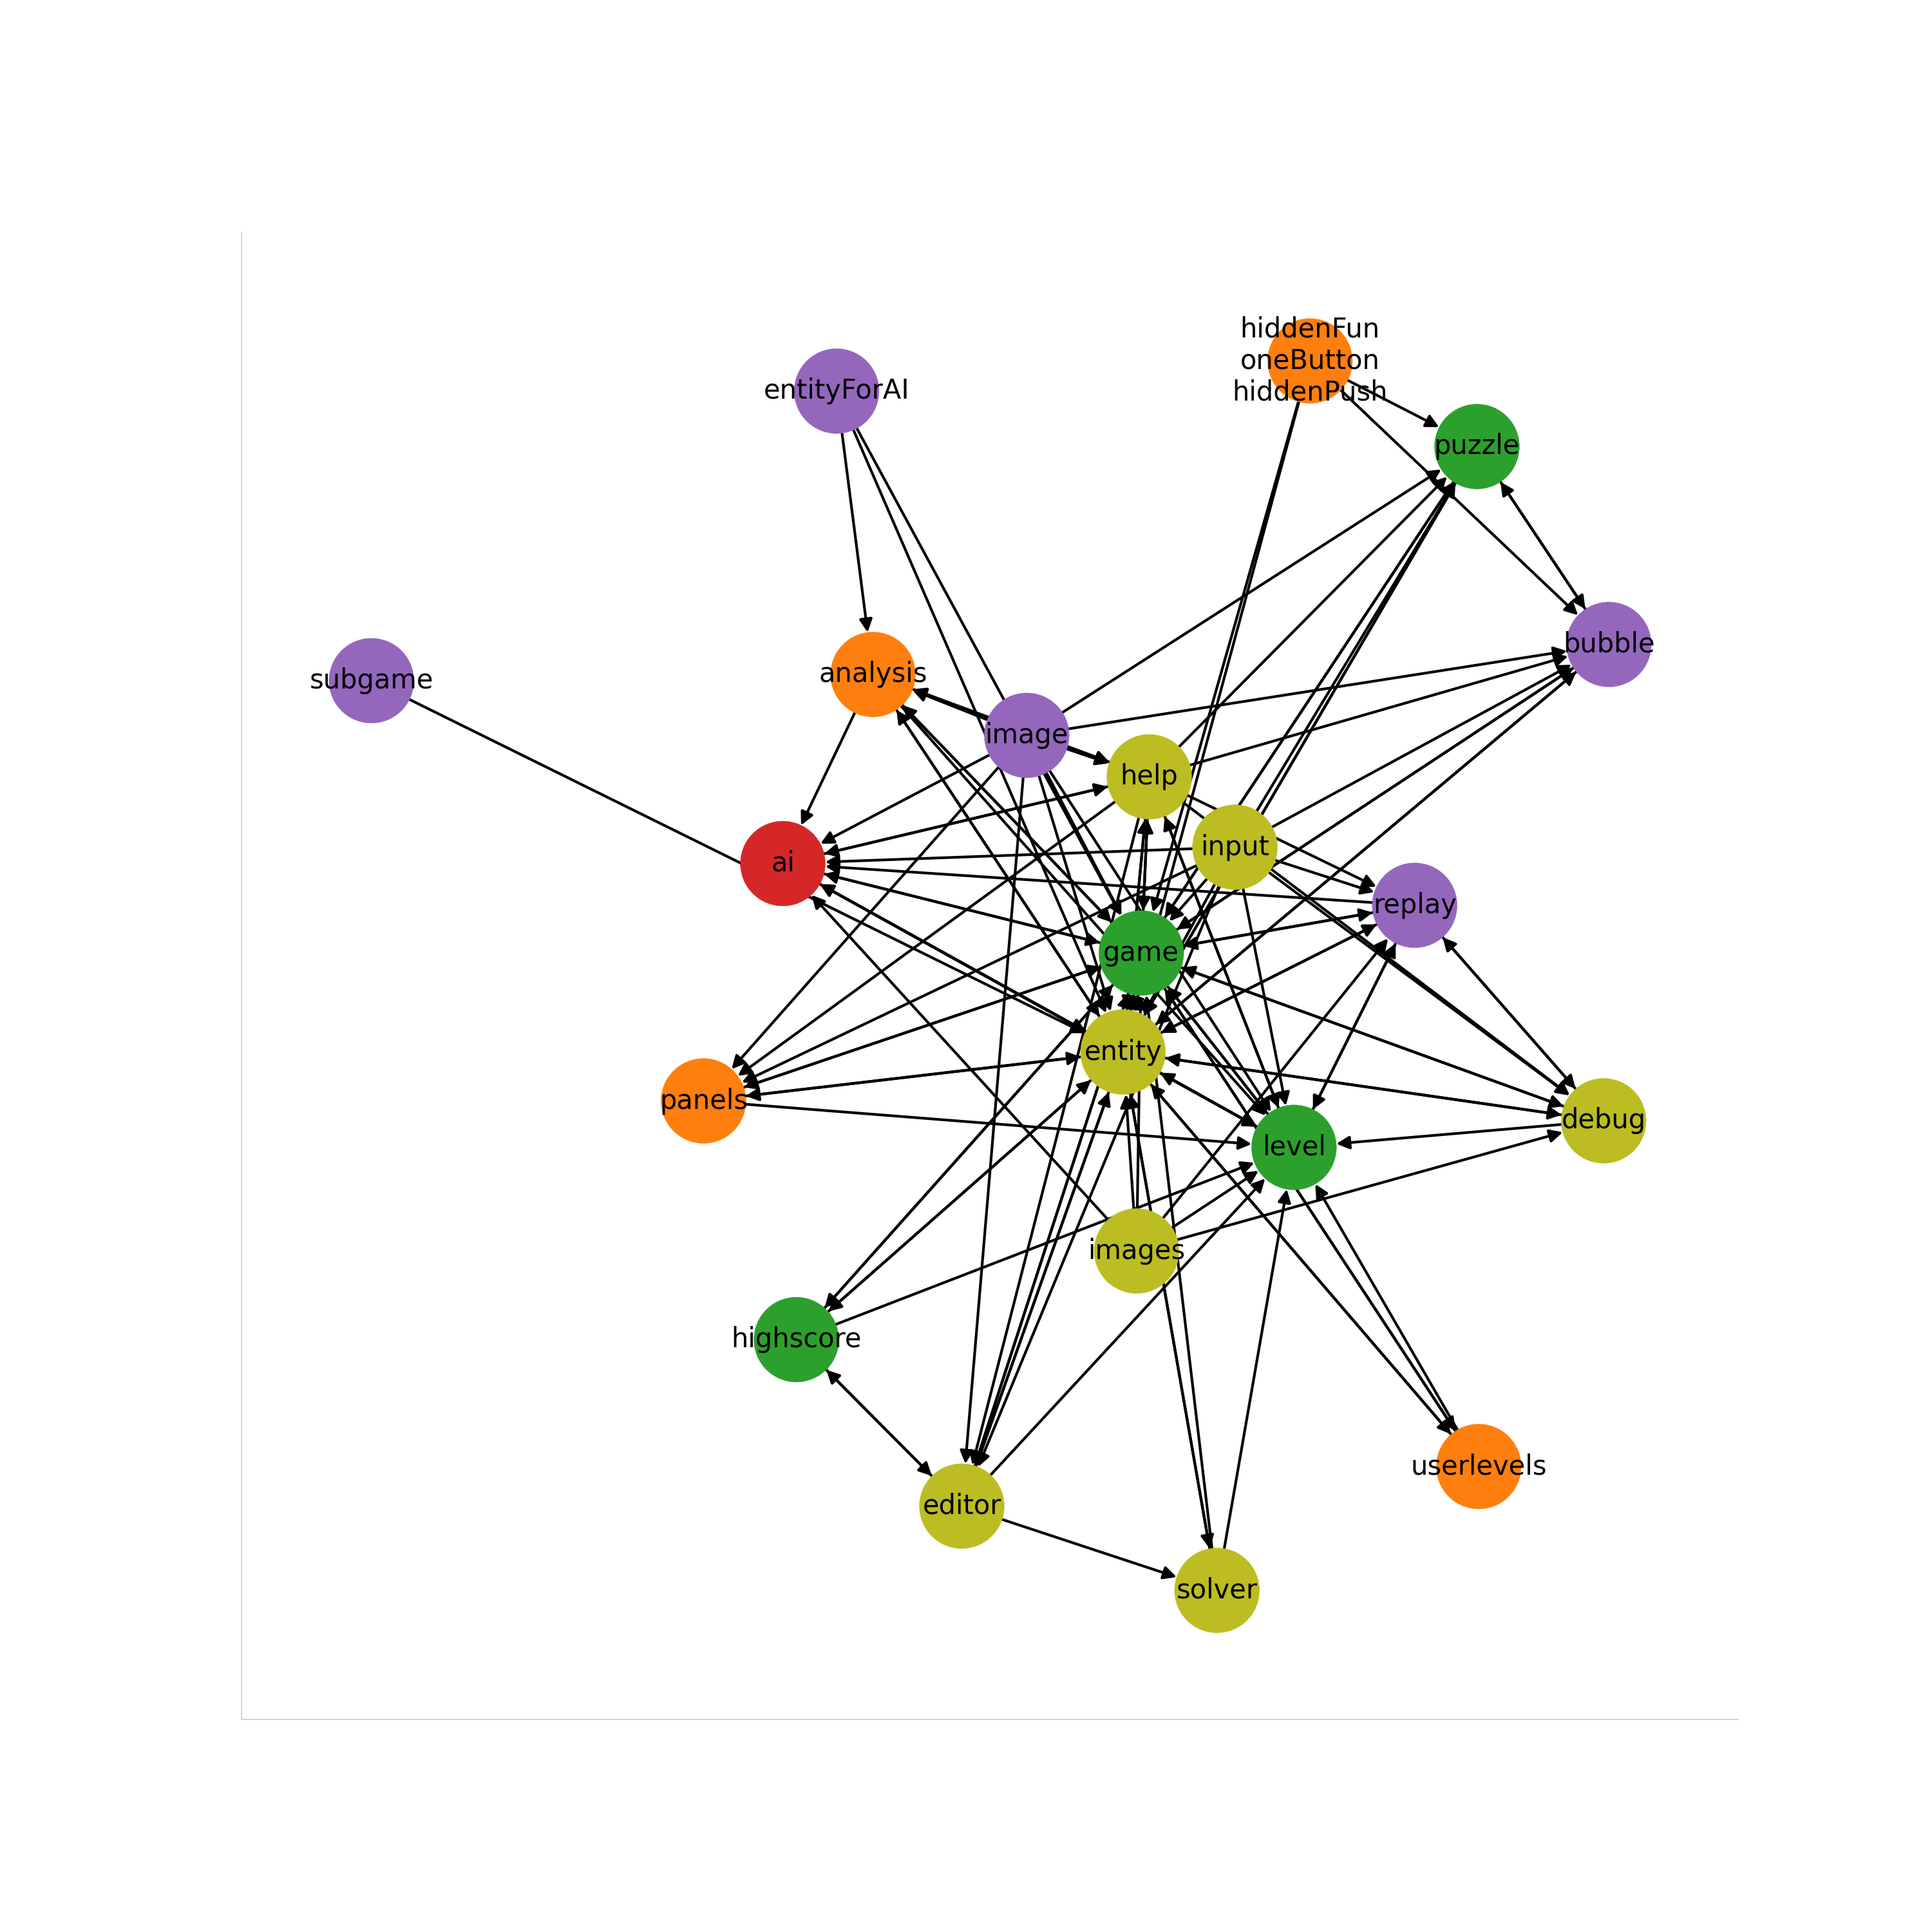 hiddenFun
oneButton
hiddenPush
entityForAI
puzzle
bubble
analysis
subgame
image
help
input
ai
replay
game
entity
panels
debug
level
images
highscore
userlevels
editor
solver